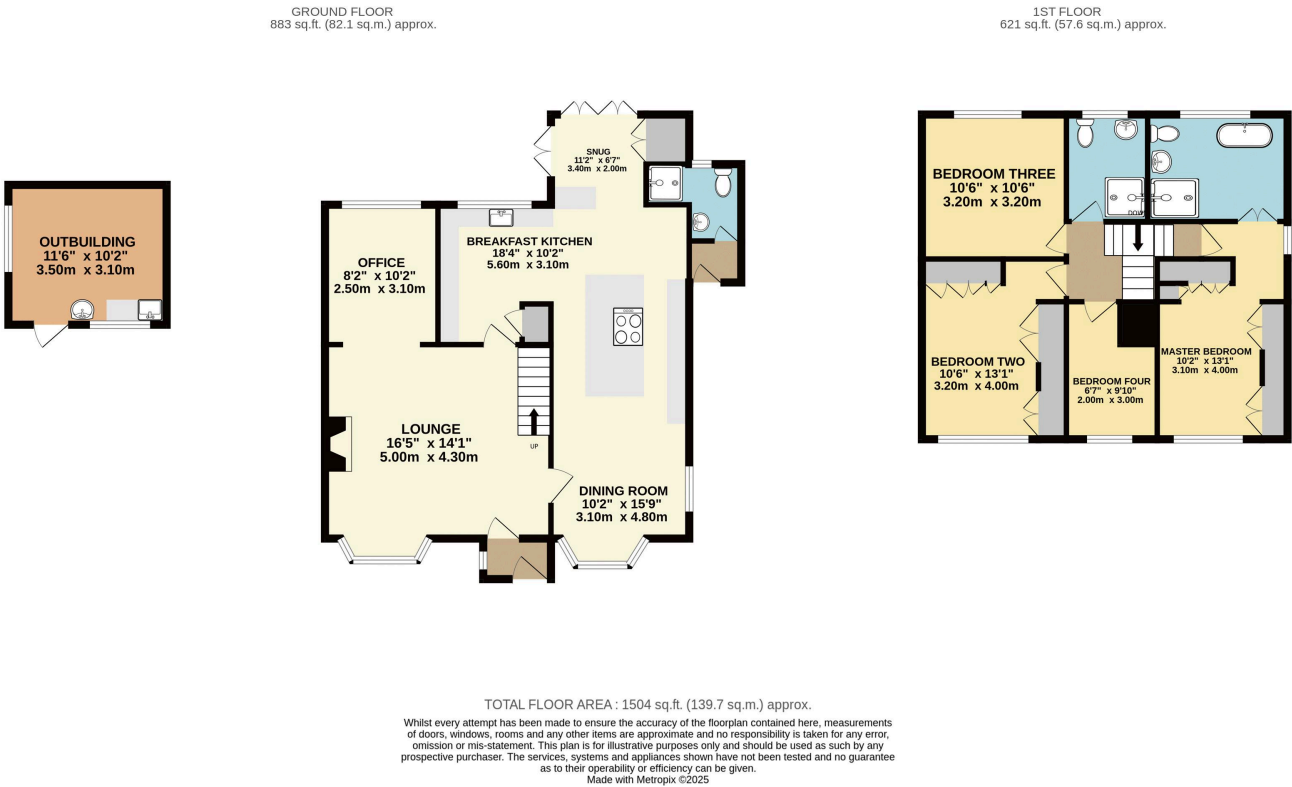 GROUND FLOOR
883 sq.ft. (82.1 sq.m.) approx.
1ST FLOOR
621 sq.ft. (57.6 sq.m.) approx.
OUTBUILDING
11'6" x 10'2"
3.50m x 3.10m
SNUG
11'2" x 6'7"
3.40m x 2.00m
BREAKFAST KITCHEN
18'4" x 10'2"
5.60m x 3.10m
OFFICE
8'2" x 10'2"
2.50m x 3.10m
LOUNGE
16'5" x 14'1"
5.00m x 4.30m
UP
DINING ROOM
10'2" x 15'9"
3.10m x 4.80m
BEDROOM THREE
10'6" x 10'6"
3.20m x 3.20m
BEDROOM TWO
10'6" x 13'1"
3.20m x 4.00m
BEDROOM FOUR
6'7" x 9'10"
2.00m x 3.00m
MASTER BEDROOM
10'2" x 13'1"
3.10m x 4.00m
TOTAL FLOOR AREA : 1504 sq.ft. (139.7 sq.m.) approx.
Whilst every attempt has been made to ensure the accuracy of the floorplan contained here, measurements
of doors, windows, rooms and any other items are approximate and no responsibility is taken for any error,
omission or mis-statement. This plan is for illustrative purposes only and should be used as such by any
prospective purchaser. The services, systems and appliances shown have not been tested and no guarantee
as to their operability or efficiency can be given.
Made with Metropix ©2025